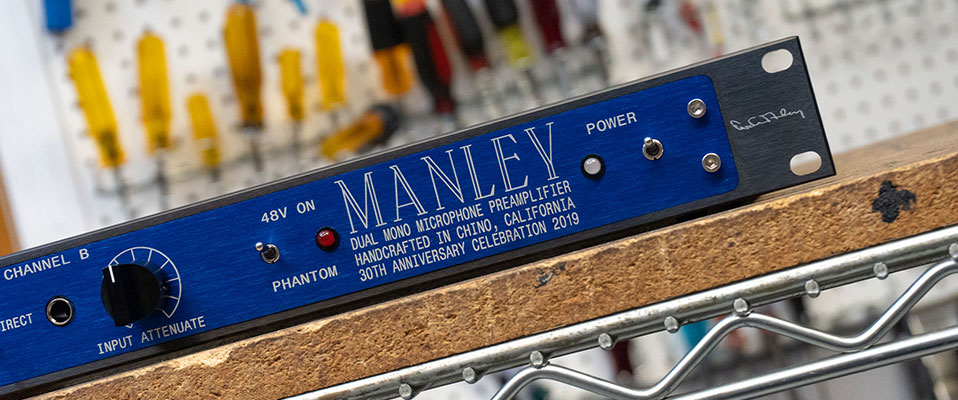 CHANNEL B
IRECT
INPUT ATTENUATE
48V ON
PHANTOM
MANLEY
DUAL MONO MICROPHONE PREAMPLIFIER
HANDCRAFTED IN CHINO, CALIFORNIA
30TH ANNIVERSARY CELEBRATION 2019
POWER